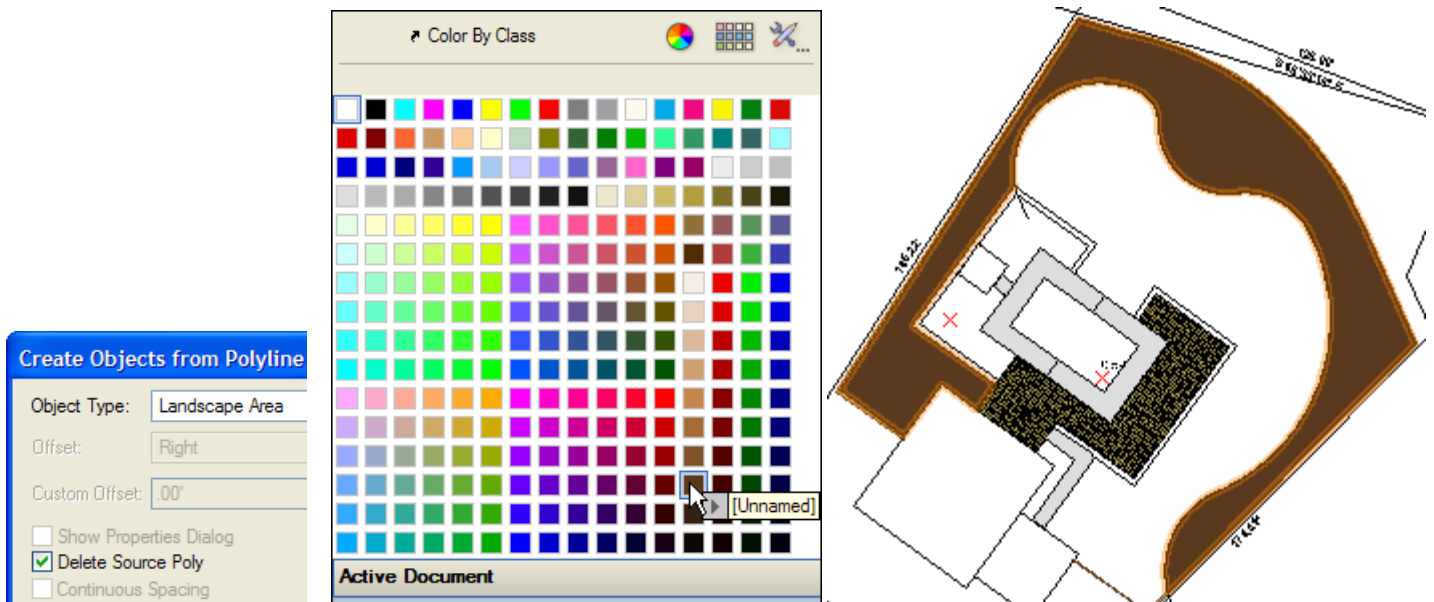 Create Objects from Polyline
Object Type: Landscape Area
Offset: Right
Custom Offset: .00'
Show Properties Dialog
Delete Source Poly
Continuous Spacing
Color By Class
...
[Unnamed]
Active Document